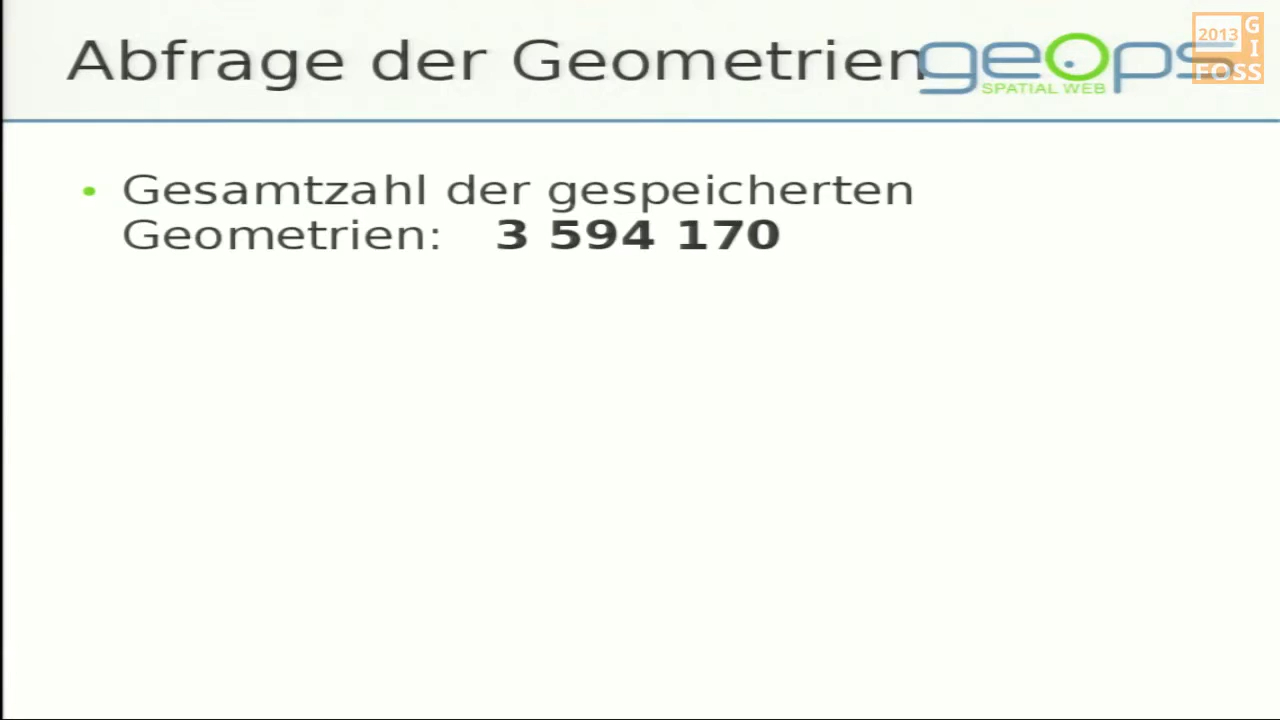 Abfrage der Geometrien
geops
SPATIAL WEB
2013
G
I
FOSS
• Gesamtzahl der gespeicherten
Geometrien: 3 594 170